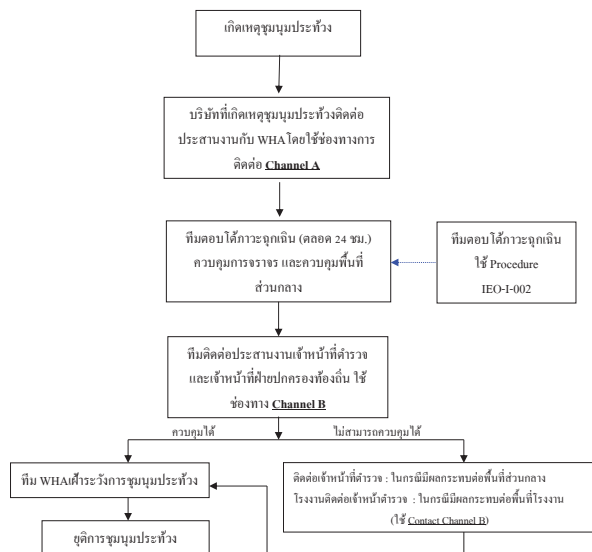 เกิดเหตุชุมนุมประท้วง
บริษัทที่เกิดเหตุชุมนุมประท้วงติดต่อ
ประสานงานกับ WHA โดยใช้ช่องทางการ
ติดต่อ Channel A
ทีมตอบโต้ภาวะฉุกเฉิน (ตลอด 24 ชม.)
ควบคุมการจราจร และควบคุมพื้นที่
ส่วนกลาง
ทีมตอบโต้ภาวะฉุกเฉิน
ใช้ Procedure
IEO-I-002
ทีมติดต่อประสานงานเจ้าหน้าที่ตำรวจ
และเจ้าหน้าที่ฝ่ายปกครองท้องถิ่น ใช้
ช่องทาง Channel B
ควบคุมได้
ไม่สามารถควบคุมได้
ทีม WHAเฝ้าระวังการชุมนุมประท้วง
ติดต่อเจ้าหน้าที่ตำรวจ : ในกรณีมีผลกระทบต่อพื้นที่ส่วนกลาง
โรงงานติดต่อเจ้าหน้าตำรวจ : ในกรณีมีผลกระทบต่อพื้นที่โรงงาน
(ใช้ Contact Channel B)
ยุติการชุมนุมประท้วง